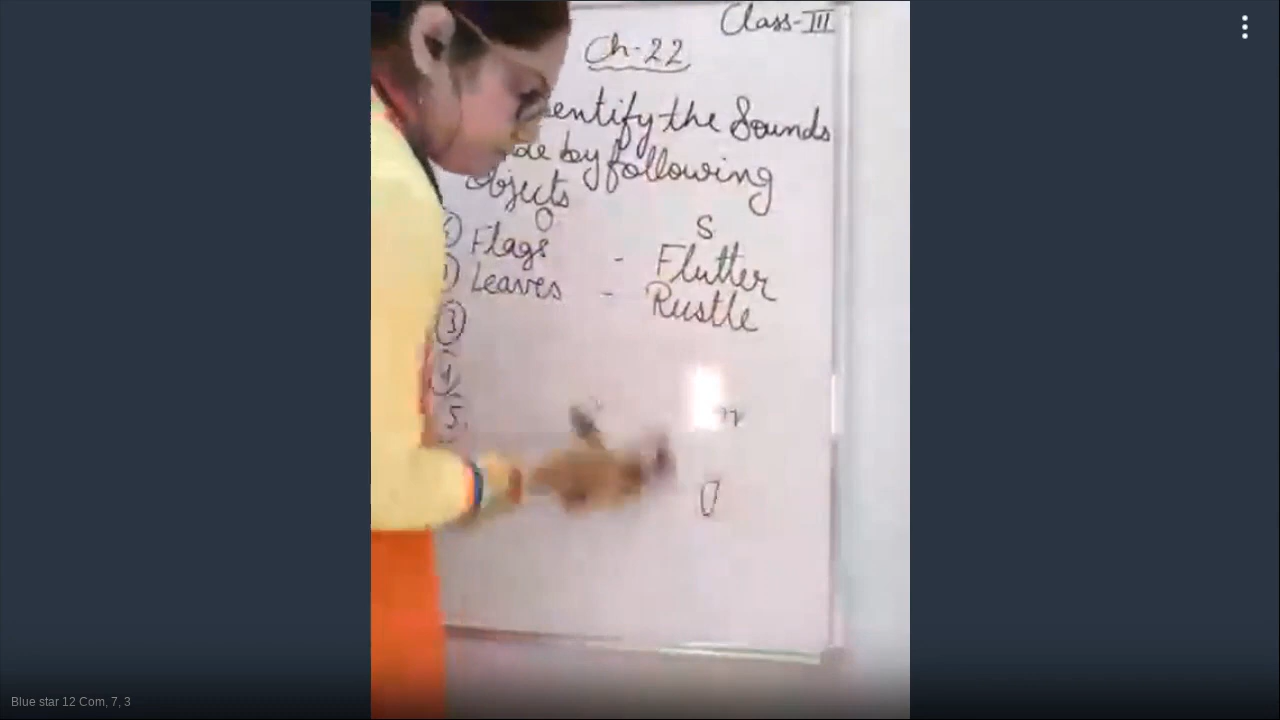 Class-III
Ch-22
entify the Sounds
de by following
Objects
O S
Flags - Flutter
Leaves - Rustle
3
4
5
Blue star 12 Com, 7, 3